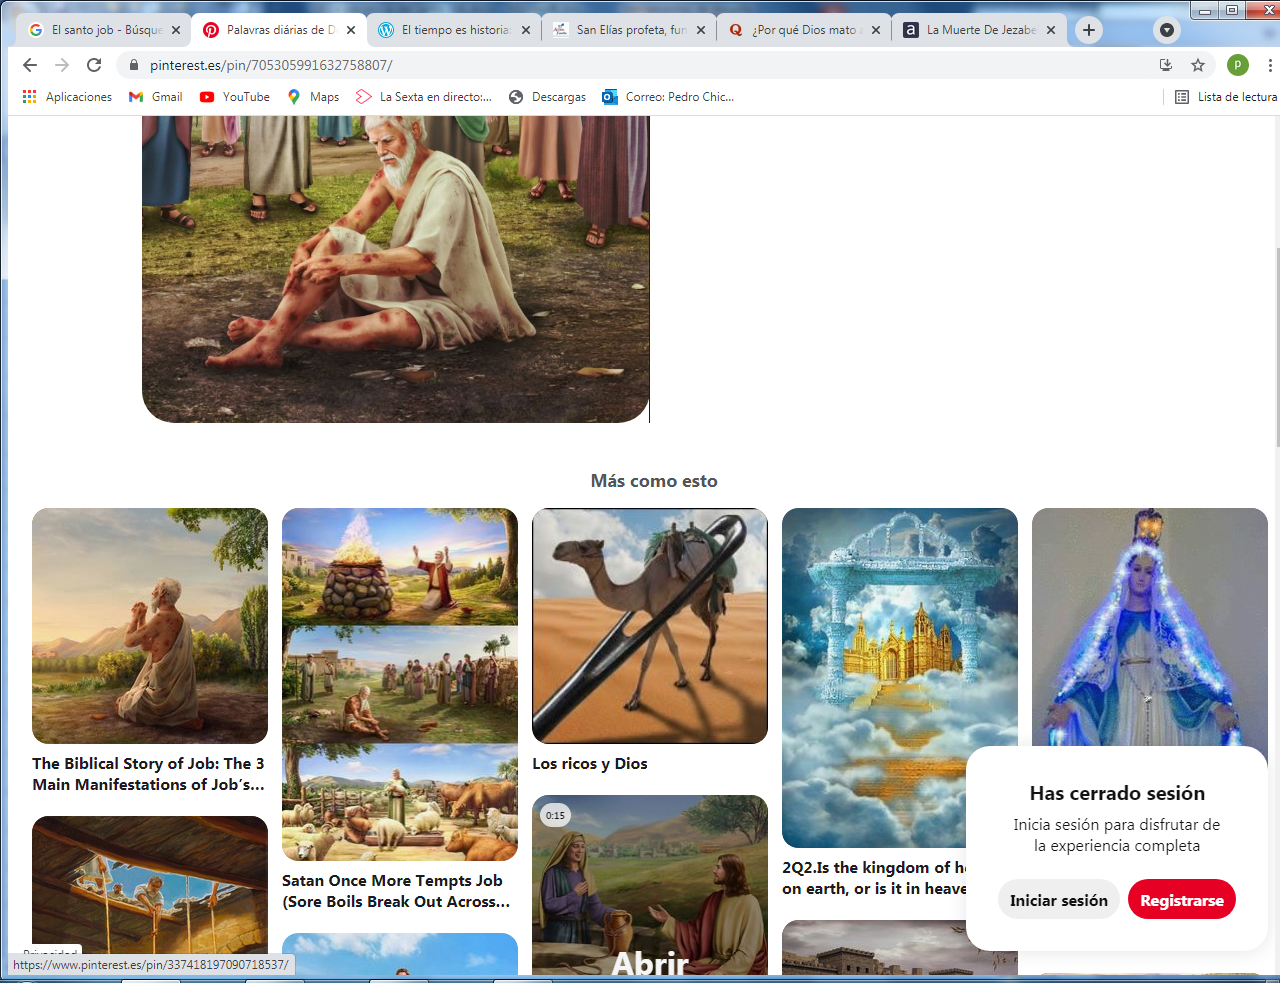 El santo job - Búsque
Palavras diárias de D
El tiempo es historia:
San Elías profeta, fun
¿Por qué Dios mato a
La Muerte De Jezabe
pinterest.es/pin/705305991632758807/
P
Aplicaciones
Gmail
YouTube
Maps
La Sexta en directo:...
Descargas
Correo: Pedro Chic...
Lista de lectura
Más como esto
The Biblical Story of Job: The 3
Main Manifestations of Job's...
Satan Once More Tempts Job
(Sore Boils Break Out Across...
Los ricos y Dios
0:15
Abrir
2Q2.Is the kingdom of he
on earth, or is it in heave
Has cerrado sesión
Inicia sesión para disfrutar de
la experiencia completa
Iniciar sesión
Registrarse
Privacidad
https://www.pinterest.es/pin/337418197090718537/